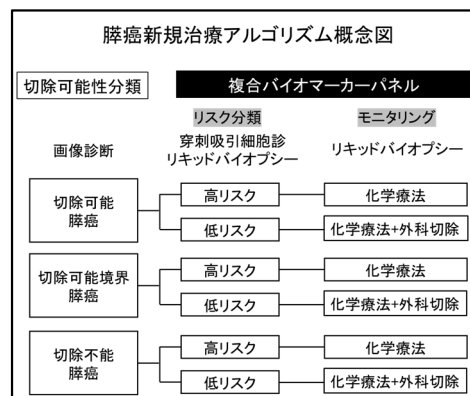 膵癌新規治療アルゴリズム概念図
切除可能性分類
複合バイオマーカーパネル
リスク分類
モニタリング
画像診断
穿刺吸引細胞診
リキッドバイオプシー
リキッドバイオプシー
切除可能
膵癌
高リスク
化学療法
低リスク
化学療法+外科切除
切除可能境界
膵癌
高リスク
化学療法
低リスク
化学療法+外科切除
切除不能
膵癌
高リスク
化学療法
低リスク
化学療法+外科切除